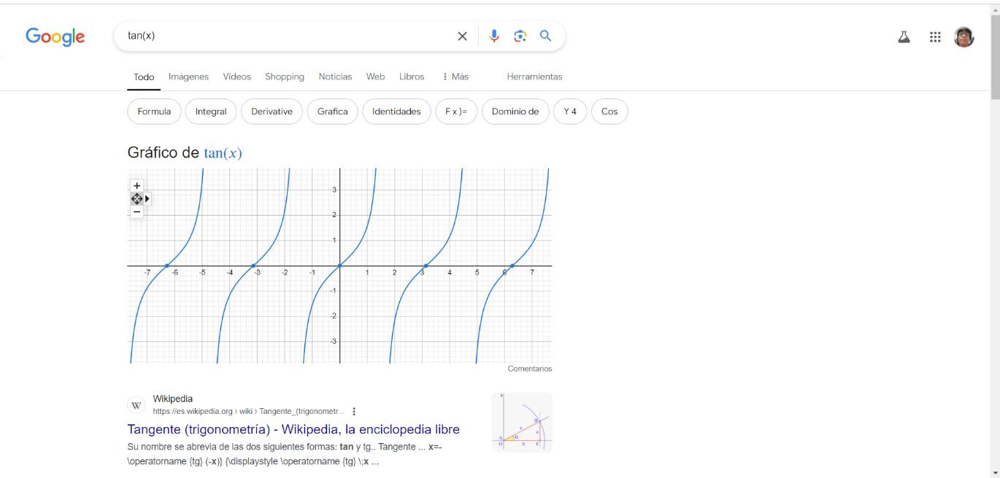 Google
tan(x)
Todo Imágenes Vídeos Shopping Noticias Web Libros Más Herramientas
Formula Integral Derivative Grafica Identidades F x )= Dominio de Y 4 Cos
Gráfico de tan(x)
+
−
3
2
1
-7 -6 -5 -4 -3 -2 -1 1 2 3 4 5 6 7
-1
-2
-3
Comentarios
W
Wikipedia
https://es.wikipedia.org › wiki › Tangente_(trigonometr...
Tangente (trigonometría) - Wikipedia, la enciclopedia libre
Su nombre se abrevia de las dos siguientes formas: tan y tg.. Tangente ... x=-
\operatorname {tg} (-x)} {\displaystyle \operatorname {tg} \;x ...